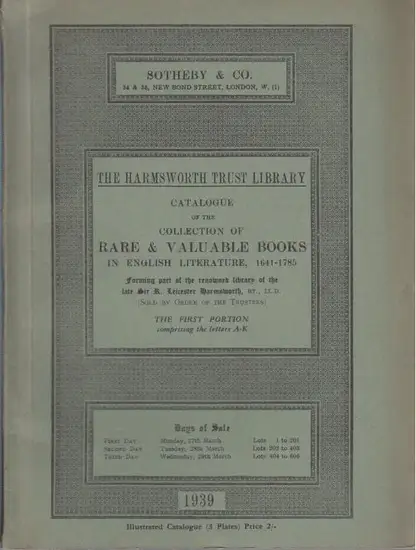 SOTHEBY & CO.
34 & 35, NEW BOND STREET, LONDON, W. (1)
THE HARMSWORTH TRUST LIBRARY
CATALOGUE
OF THE
COLLECTION OF
RARE & VALUABLE BOOKS
IN ENGLISH LITERATURE, 1641-1785
Forming part of the renowned library of the
late Sir R. Leicester Harmsworth, BT., LL.D.
(SOLD BY ORDER OF THE TRUSTEES)
THE FIRST PORTION
comprising the letters A-K
Days of Sale
First Day Monday, 27th March Lots 1 to 201
Second Day Tuesday, 28th March Lots 202 to 403
Third Day Wednesday, 29th March Lots 404 to
1939
Illustrated Catalogue (3 Plates) Price 2/-